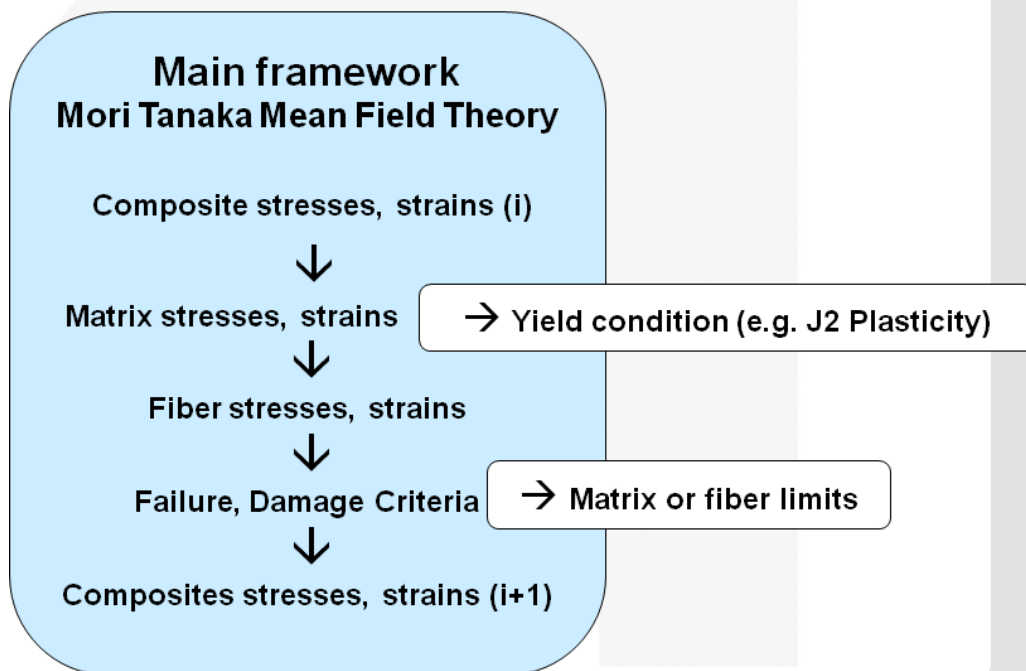 Main framework
Mori Tanaka Mean Field Theory
Composite stresses, strains (i)
↓
Matrix stresses, strains
→ Yield condition (e.g. J2 Plasticity)
↓
Fiber stresses, strains
↓
Failure, Damage Criteria
→ Matrix or fiber limits
↓
Composites stresses, strains (i+1)